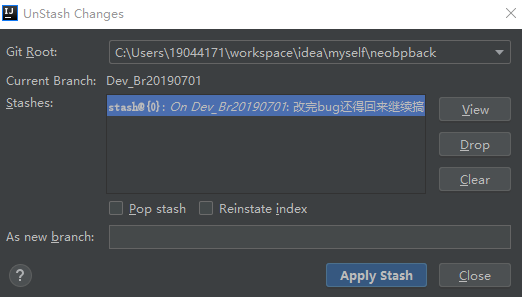 UnStash Changes
Git Root: C:\Users\19044171\workspace\idea\myself\neobpback
Current Branch: Dev_Br20190701
Stashes: stash@{0}: On Dev_Br20190701: 改完bug还得回来继续搞
View
Drop
Clear
Pop stash Reinstate index
As new branch:
? Apply Stash Close